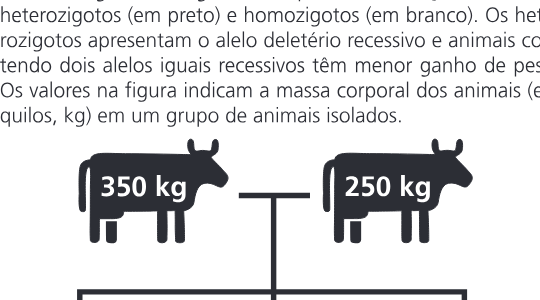 heterozigotos (em preto) e homozigotos (em branco). Os het
rozigotos apresentam o alelo deletério recessivo e animais co
tendo dois alelos iguais recessivos têm menor ganho de pes
Os valores na figura indicam a massa corporal dos animais (e
quilos, kg) em um grupo de animais isolados.
350 kg 250 kg